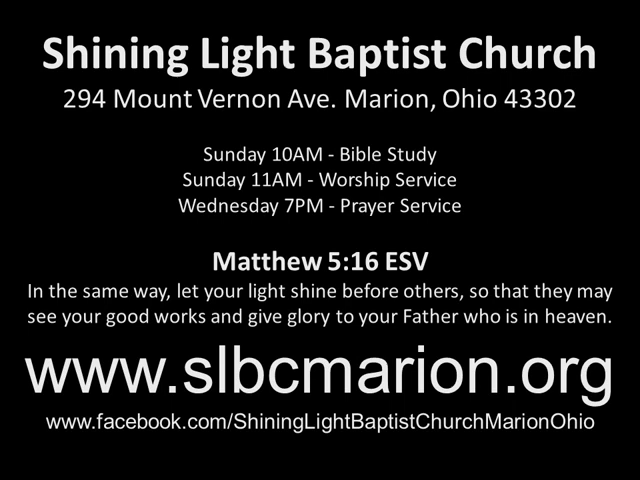 Shining Light Baptist Church
294 Mount Vernon Ave. Marion, Ohio 43302
Sunday 10AM - Bible Study
Sunday 11AM - Worship Service
Wednesday 7PM - Prayer Service
Matthew 5:16 ESV
In the same way, let your light shine before others, so that they may
see your good works and give glory to your Father who is in heaven.
www.slbcmarion.org
www.facebook.com/ShiningLightBaptistChurchMarionOhio